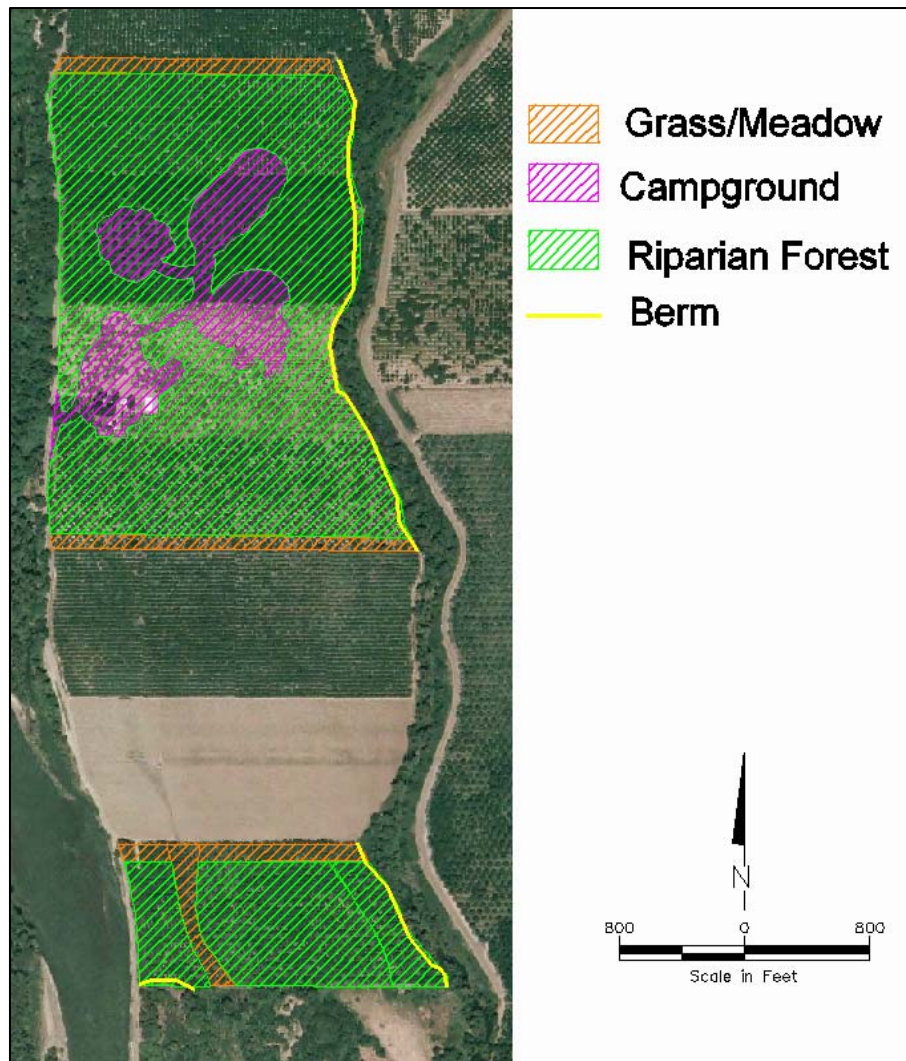 Grass/Meadow
Campground
Riparian Forest
Berm
N
800 0 800
Scale in Feet